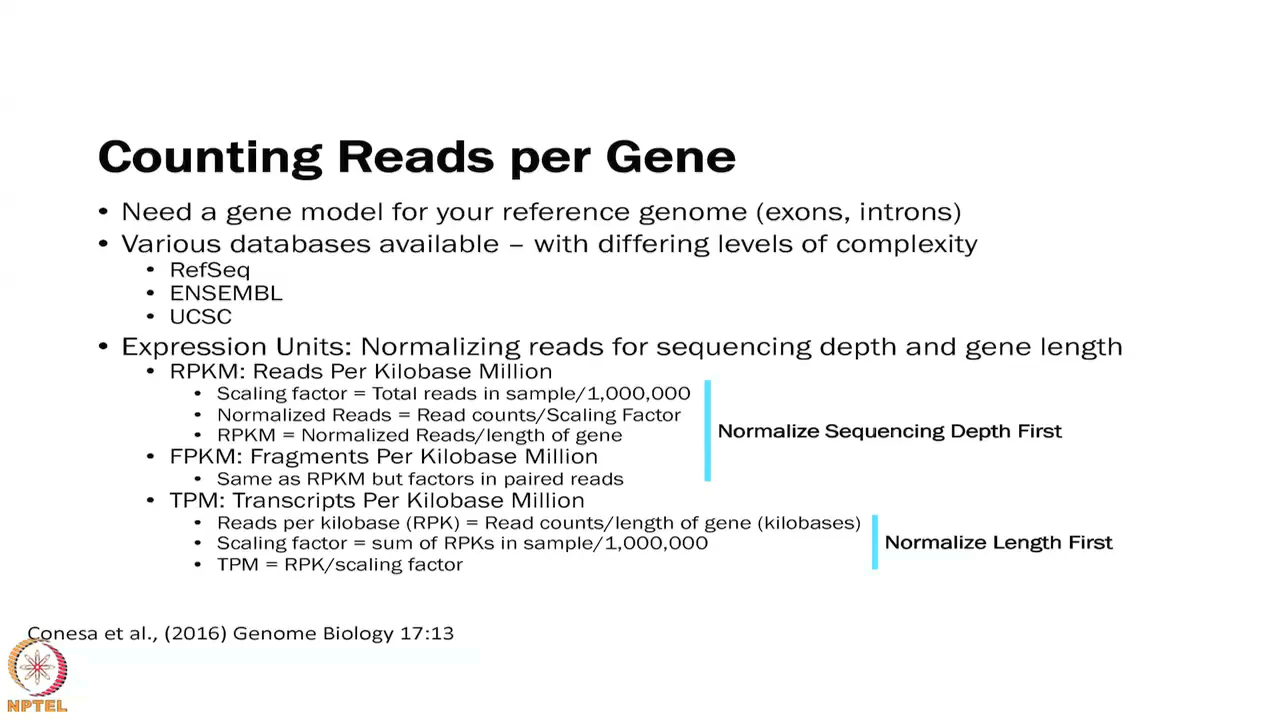 Counting Reads per Gene
• Need a gene model for your reference genome (exons, introns)
• Various databases available – with differing levels of complexity
• RefSeq
• ENSEMBL
• UCSC
• Expression Units: Normalizing reads for sequencing depth and gene length
• RPKM: Reads Per Kilobase Million
• Scaling factor = Total reads in sample/1,000,000
• Normalized Reads = Read counts/Scaling Factor
• RPKM = Normalized Reads/length of gene
Normalize Sequencing Depth First
• FPKM: Fragments Per Kilobase Million
• Same as RPKM but factors in paired reads
• TPM: Transcripts Per Kilobase Million
• Reads per kilobase (RPK) = Read counts/length of gene (kilobases)
• Scaling factor = sum of RPKs in sample/1,000,000
• TPM = RPK/scaling factor
Normalize Length First
Conesa et al., (2016) Genome Biology 17:13
NPTEL